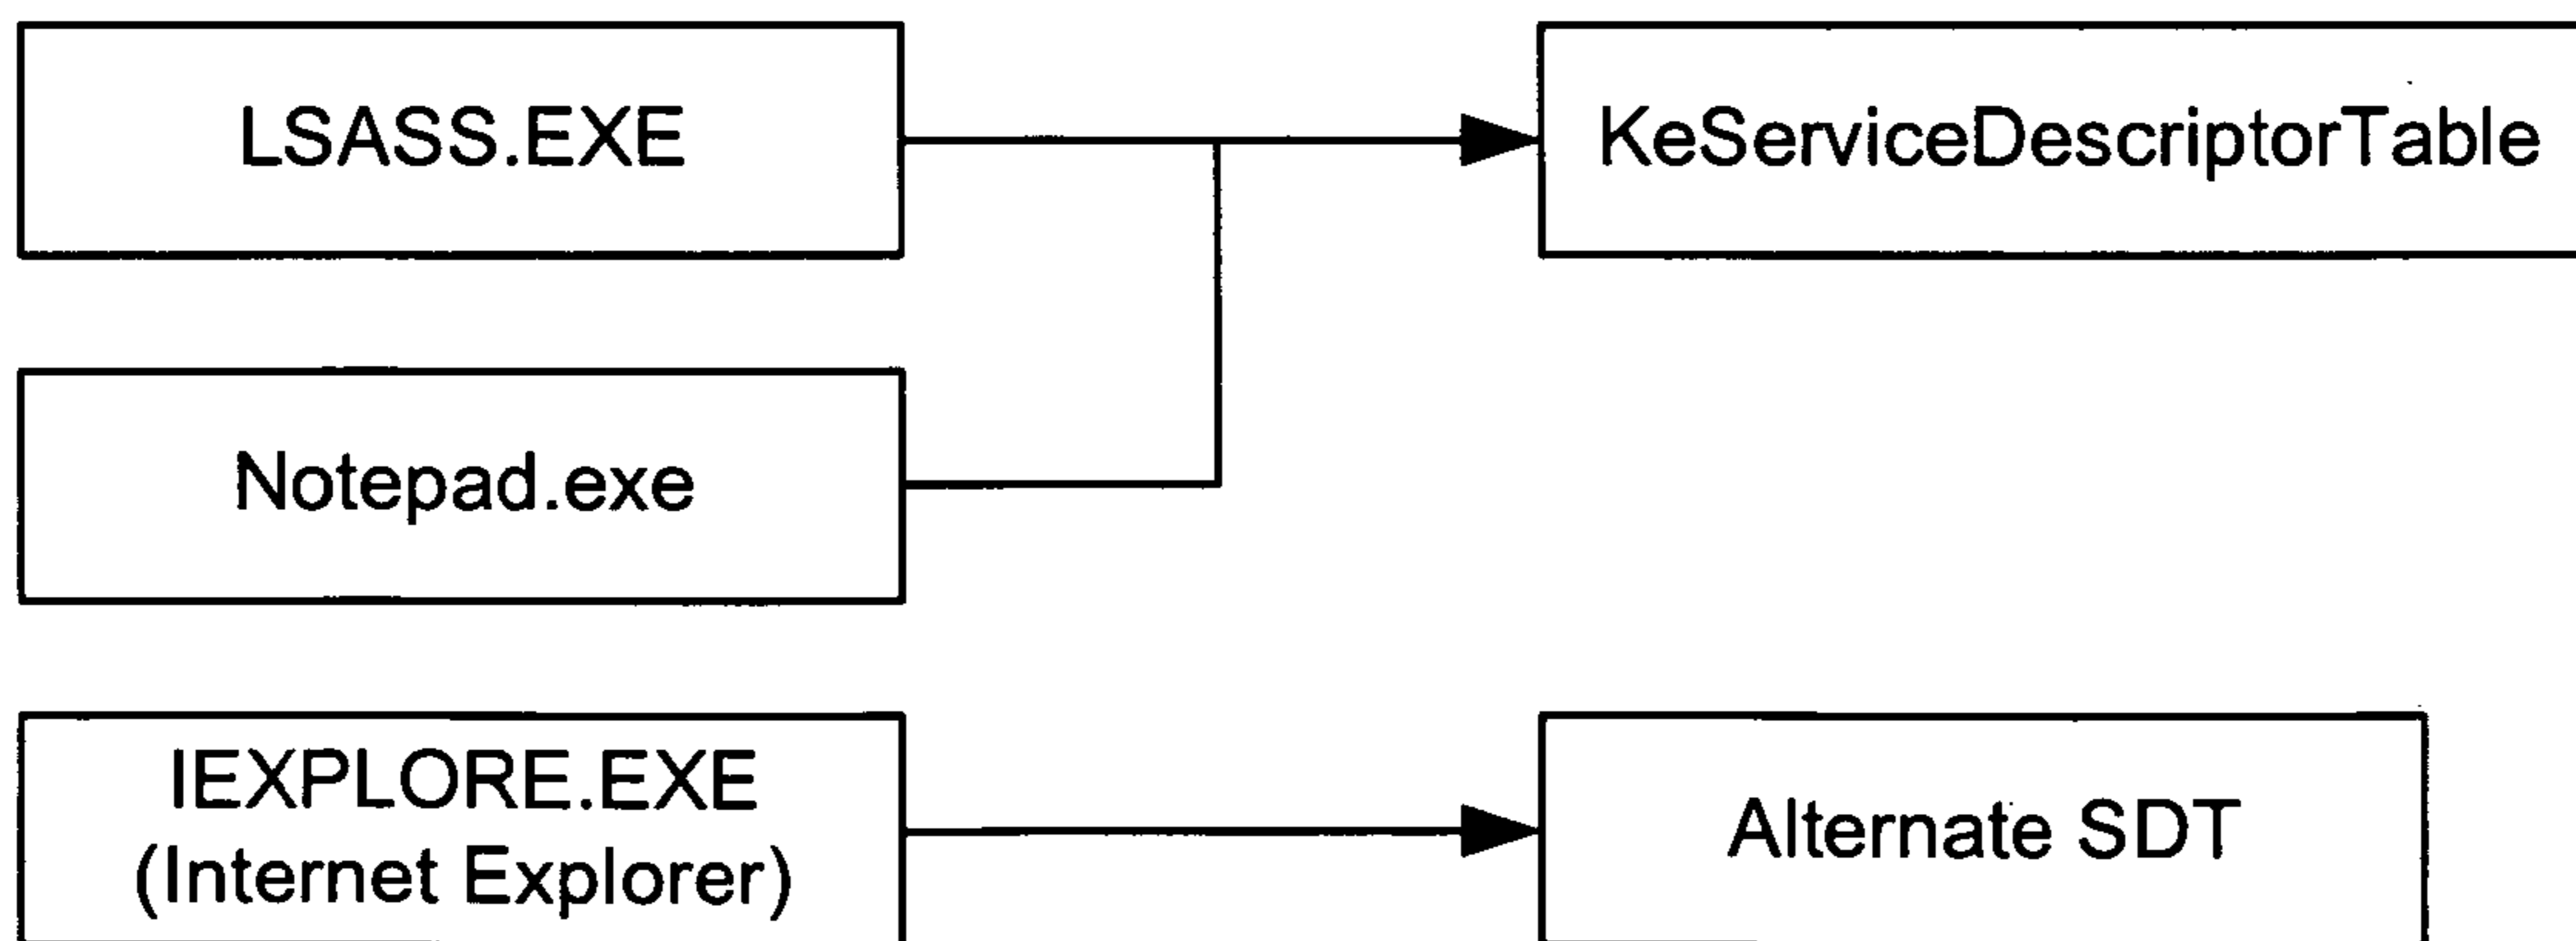 LSASS.EXE
KeServiceDescriptorTable
Notepad.exe
IEXPLORE.EXE
(Internet Explorer)
Alternate SDT